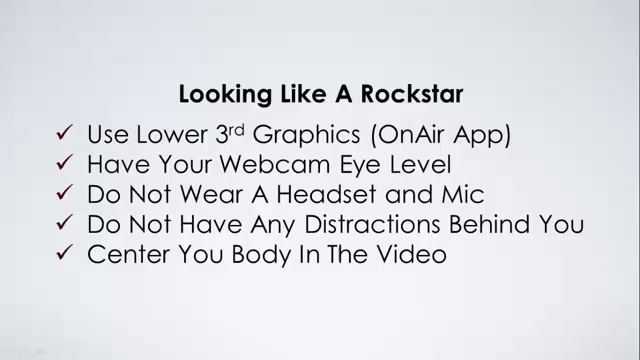 Looking Like A Rockstar
✓ Use Lower 3rd Graphics (OnAir App)
✓ Have Your Webcam Eye Level
✓ Do Not Wear A Headset and Mic
✓ Do Not Have Any Distractions Behind You
✓ Center You Body In The Video